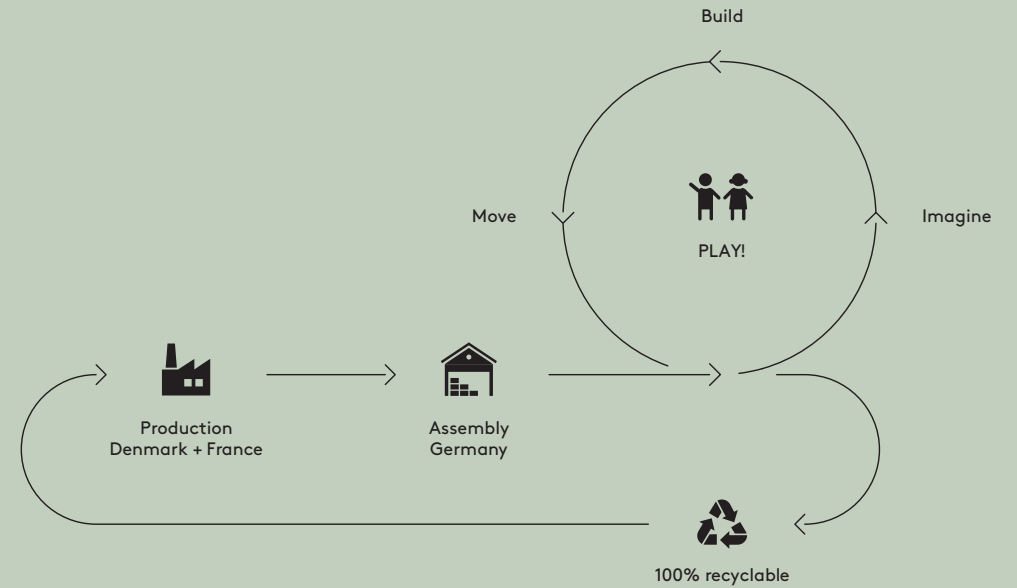 Build
Move
Imagine
PLAY!
Production
Denmark + France
Assembly
Germany
100% recyclable